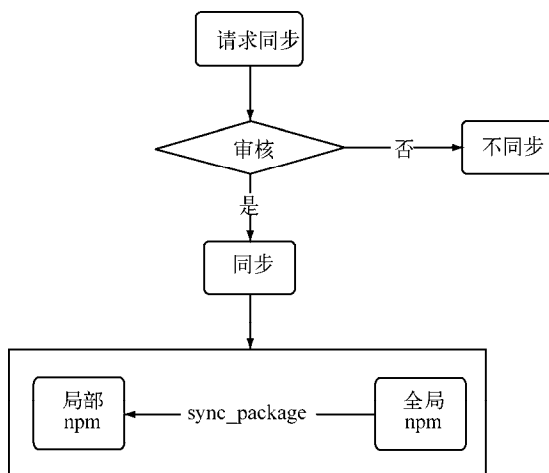 请求同步
审核
否
不同步
是
同步
局部
npm
sync_package
全局
npm